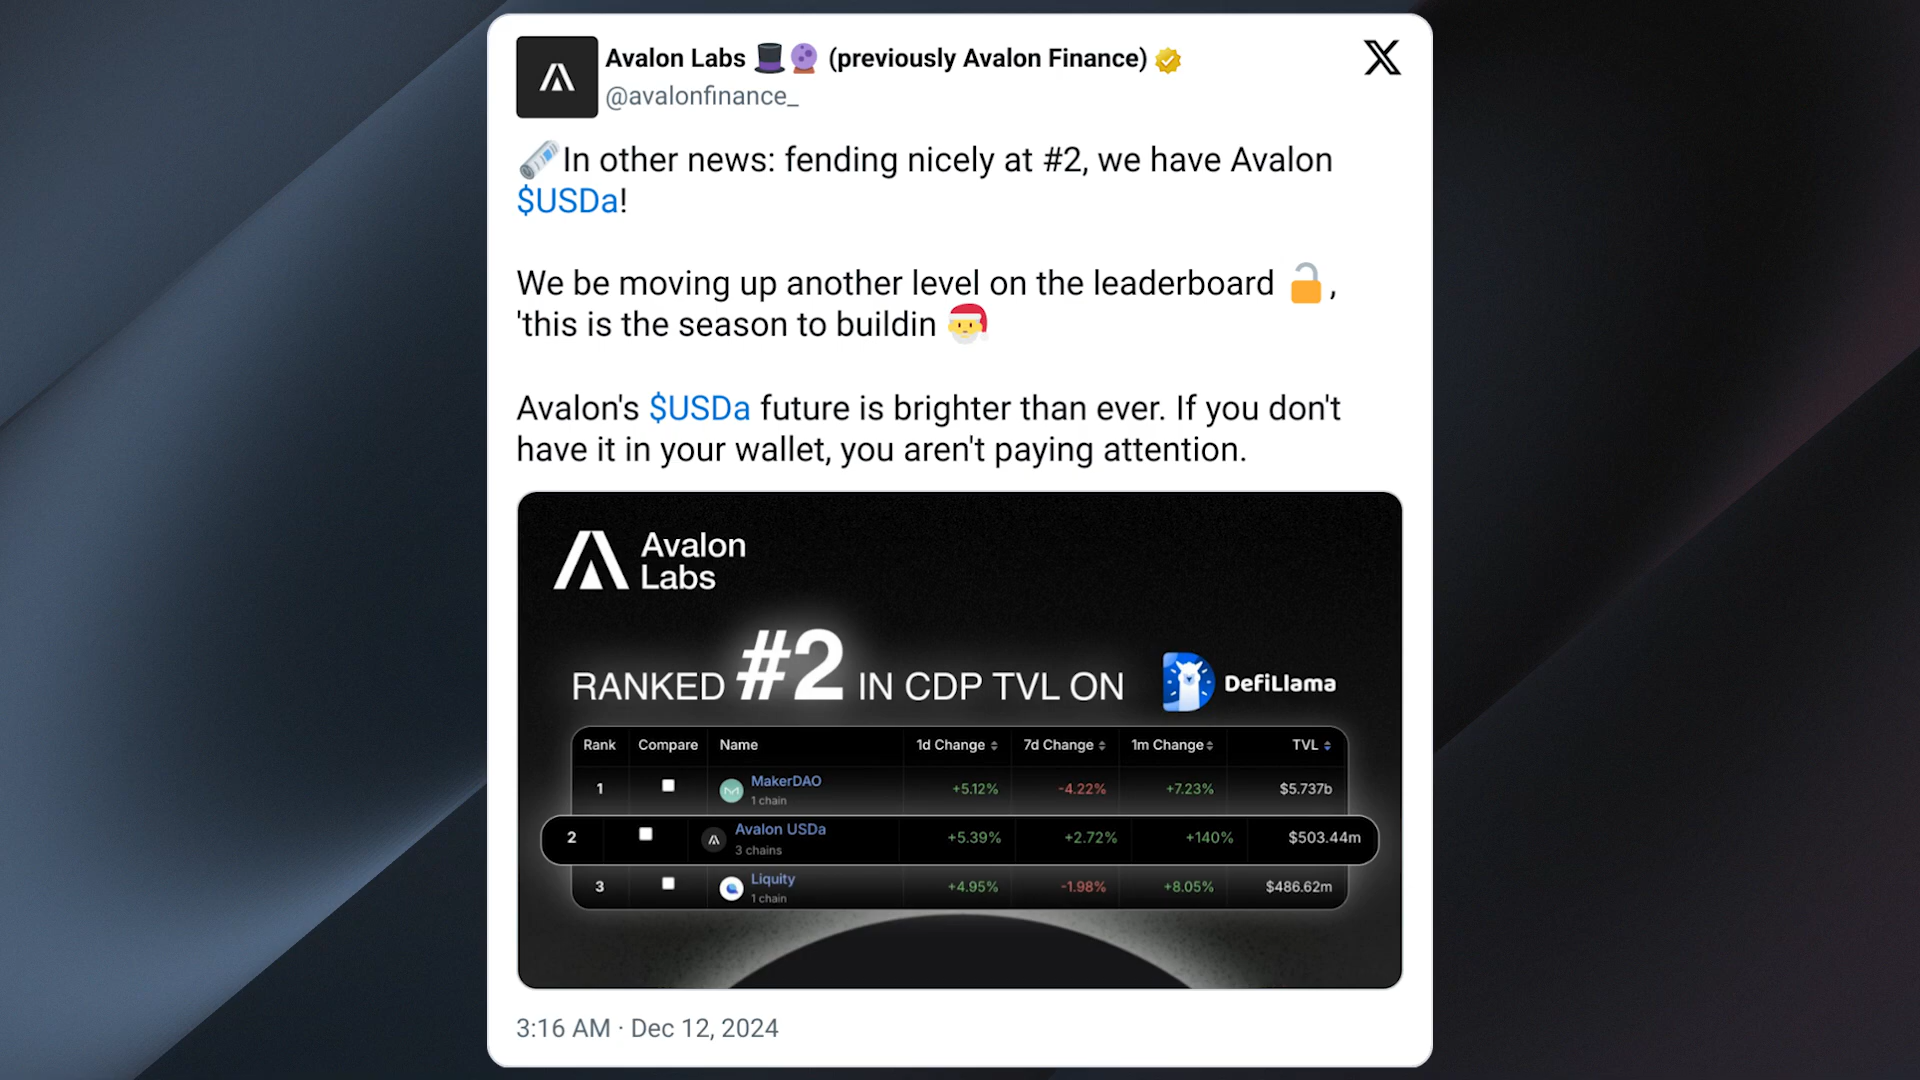 Avalon Labs 🎩🔮 (previously Avalon Finance)
@avalonfinance_
🗞️In other news: fending nicely at #2, we have Avalon
$USDa!
We be moving up another level on the leaderboard 🔓,
'this is the season to buildin 🎅
Avalon's $USDa future is brighter than ever. If you don't
have it in your wallet, you aren't paying attention.
Avalon
Labs
RANKED #2 IN CDP TVL ON DefiLlama
Rank Compare Name 1d Change 7d Change 1m Change TVL
1 MakerDAO +5.12% -4.22% +7.23% $5.737b
1 chain
2 Avalon USDa +5.39% +2.72% +140% $503.44m
3 chains
3 Liquity +4.95% -1.98% +8.05% $486.62m
1 chain
3:16 AM · Dec 12, 2024